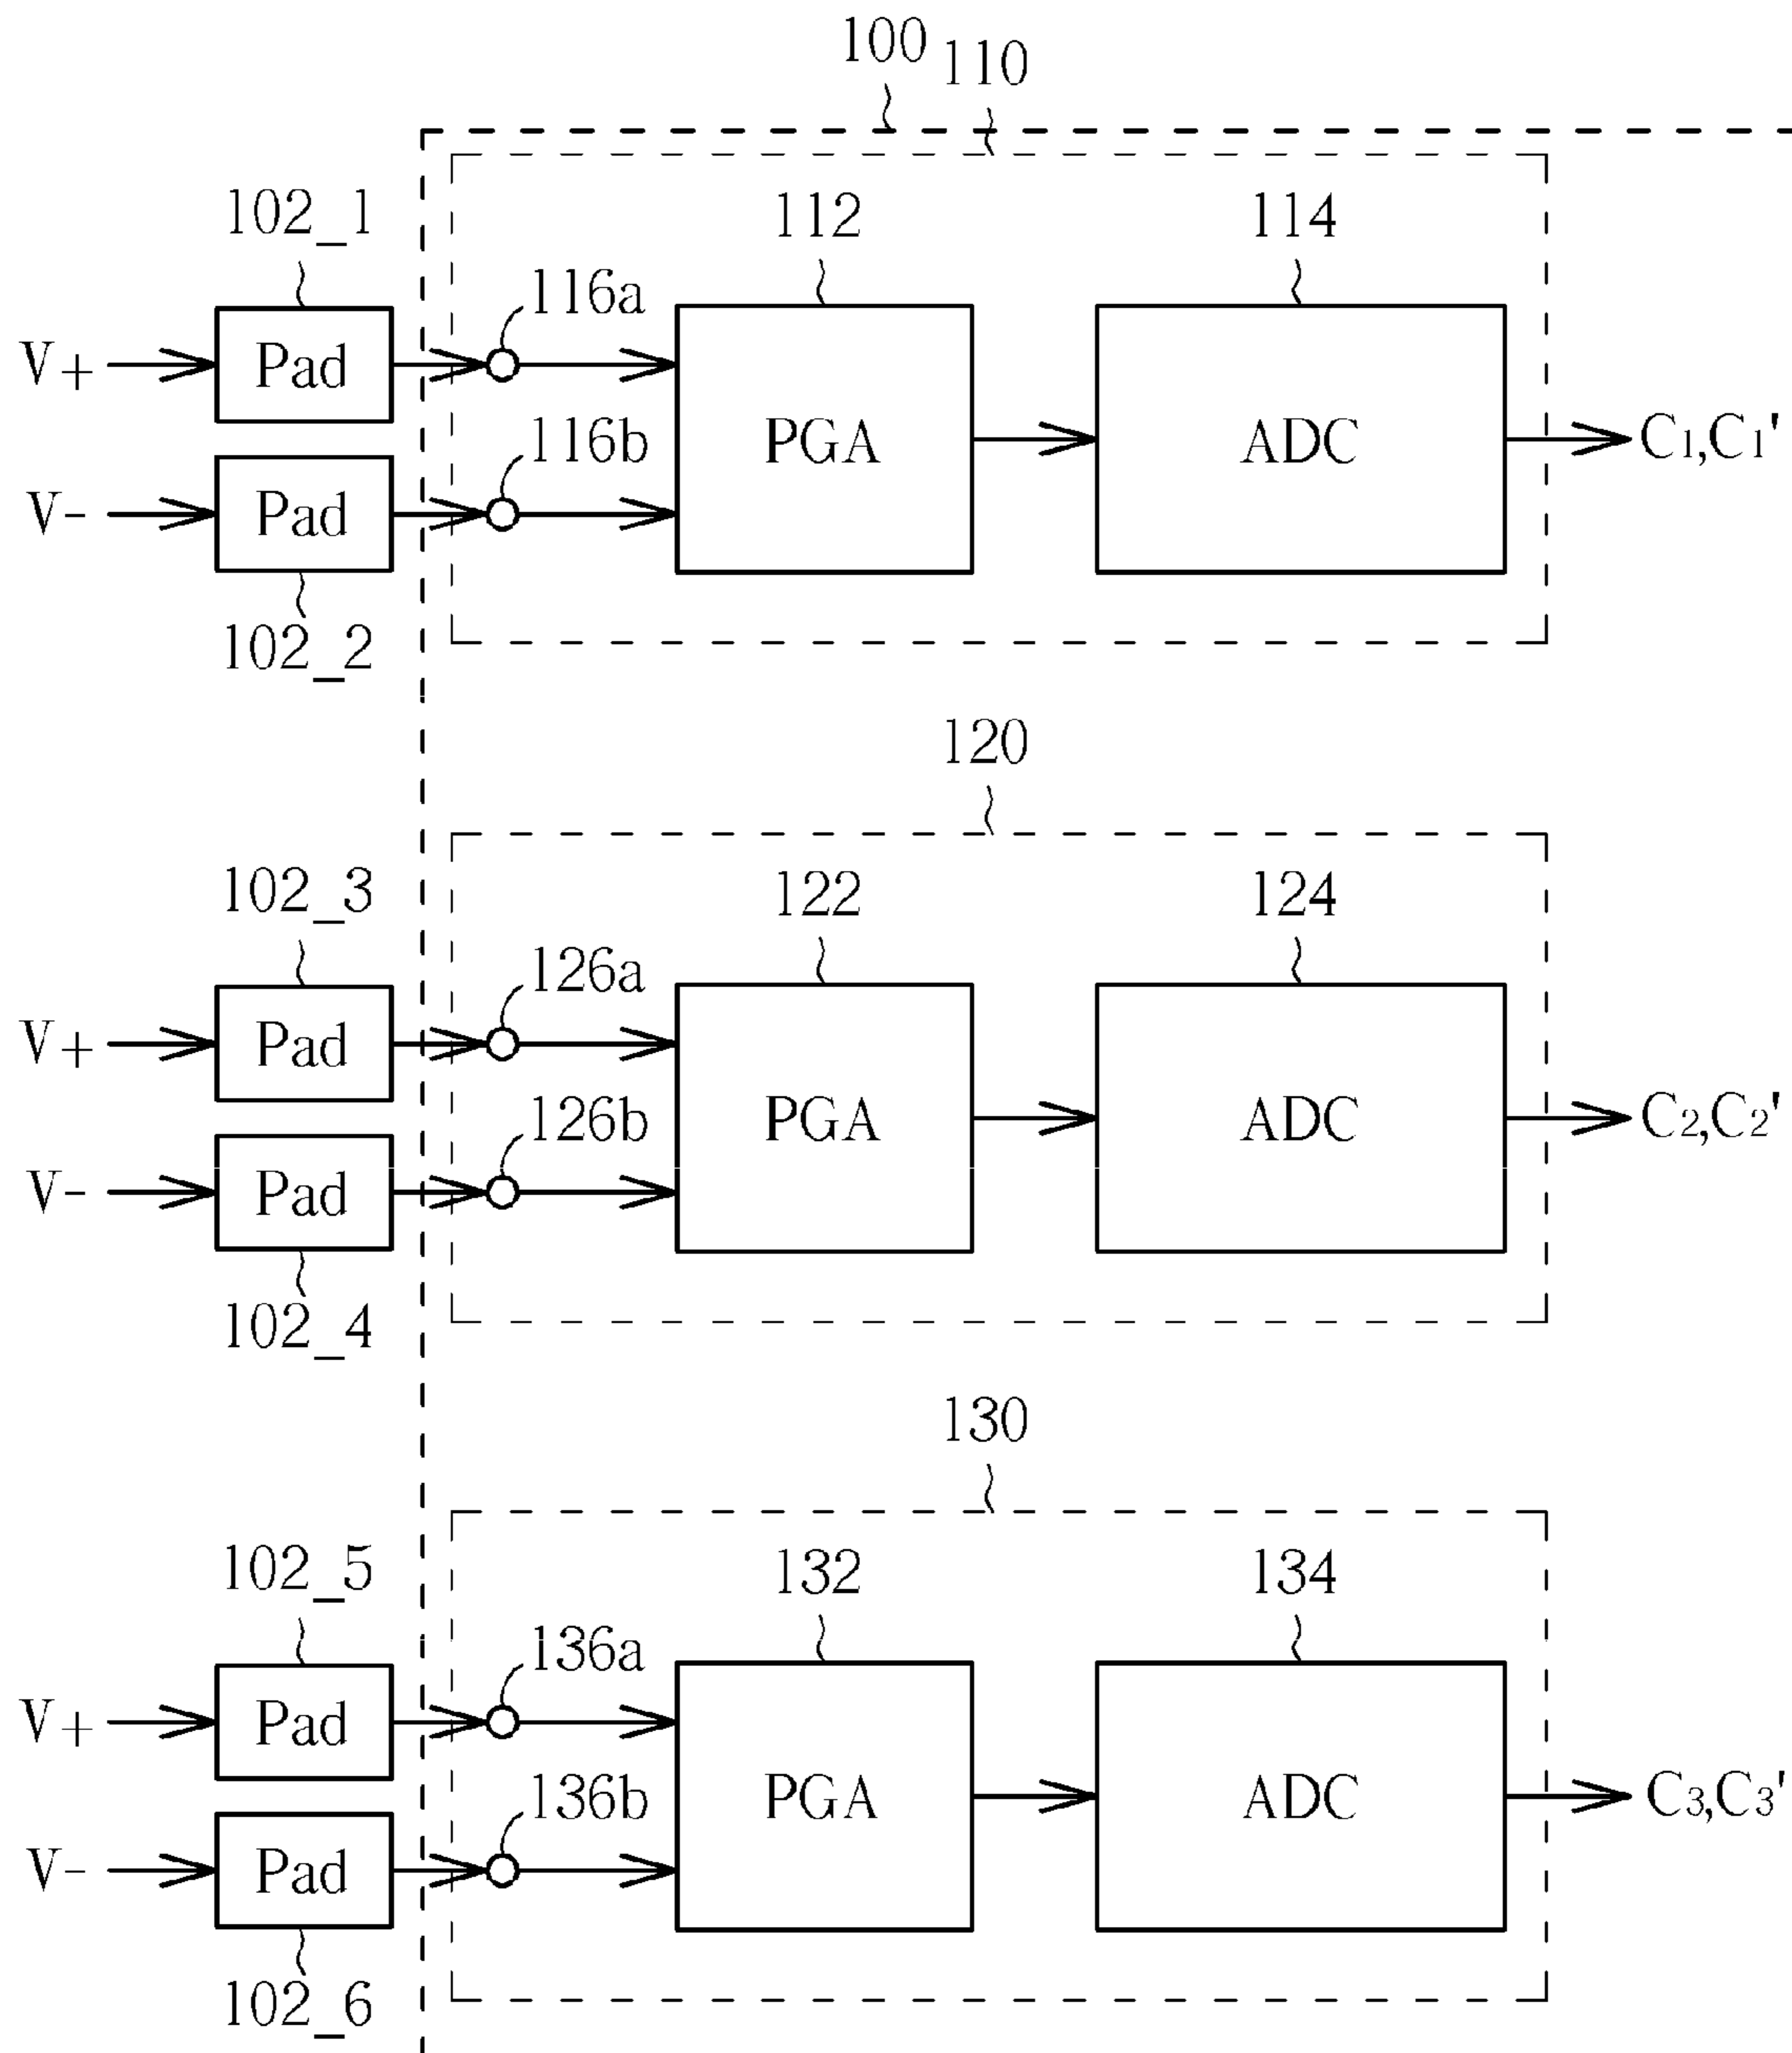 100 110
102_1 112 114
116a
V+ Pad
116b PGA ADC C1,C1'
V- Pad
102_2
120
102_3 122 124
126a
V+ Pad
126b PGA ADC C2,C2'
V- Pad
102_4
130
102_5 132 134
136a
V+ Pad
136b PGA ADC C3,C3'
V- Pad
102_6